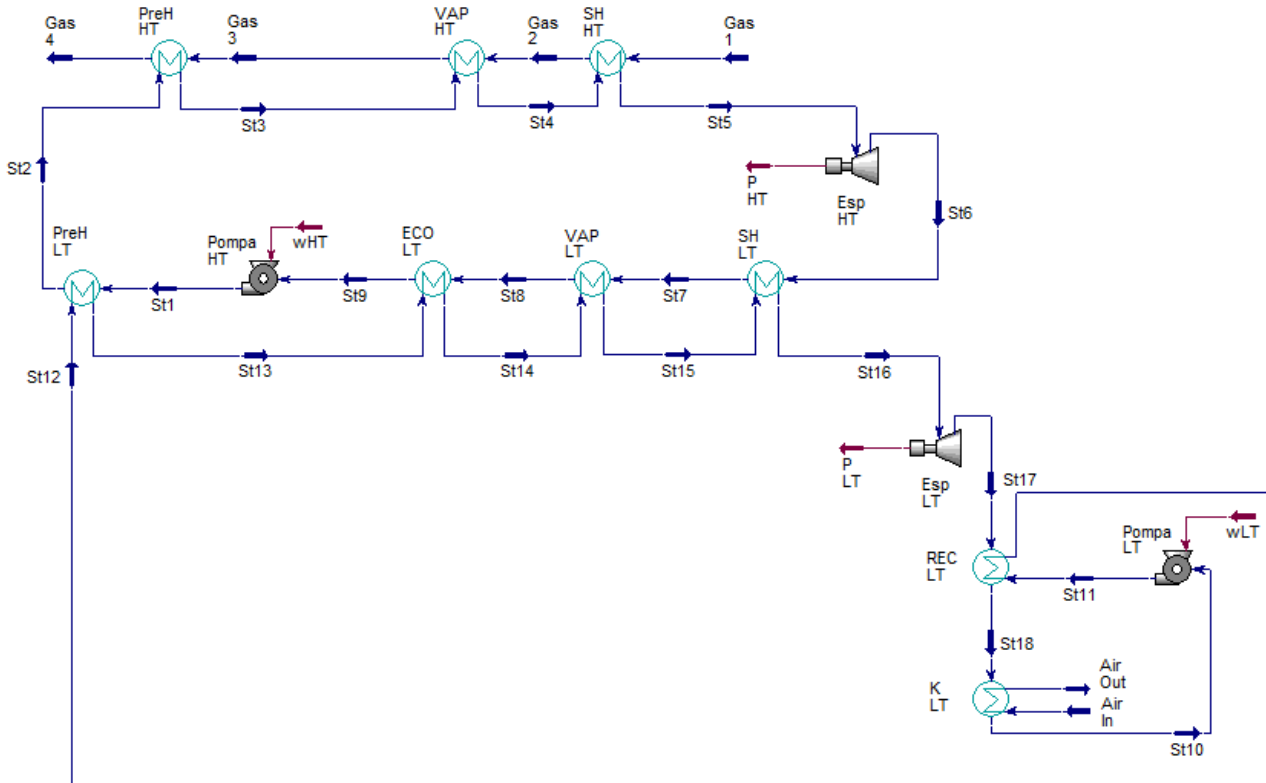 PreH
HT
VAP
HT
SH
HT
Gas
4
Gas
3
Gas
2
Gas
1
St3
St4
St5
St2
P
HT
Esp
HT
St6
PreH
LT
Pompa
HT
wHT
ECO
LT
VAP
LT
SH
LT
St1
St9
St8
St7
St12
St13
St14
St15
St16
P
LT
Esp
LT
St17
REC
LT
Pompa
LT
wLT
St11
St18
K
LT
Air
Out
Air
In
St10